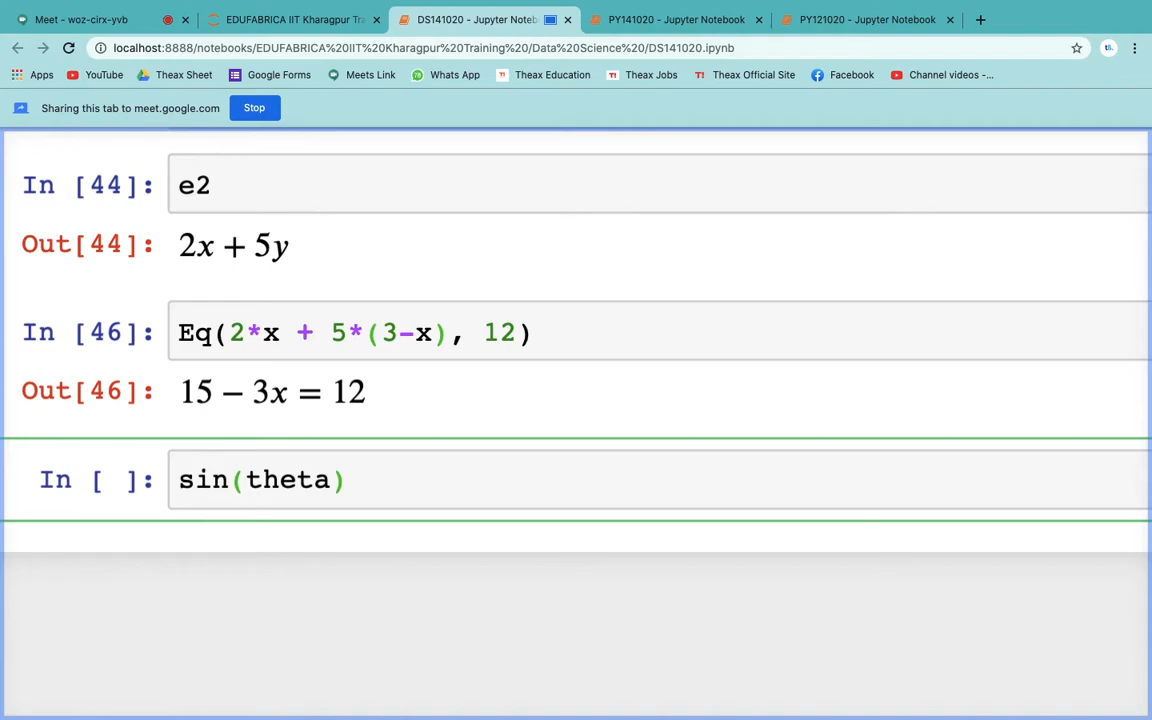 Meet - woz-cirx-yvb
EDUFABRICA IIT Kharagpur Tra
DS141020 - Jupyter Noteb
PY141020 - Jupyter Notebook
PY121020 - Jupyter Notebook
localhost:8888/notebooks/EDUFABRICA%20IIT%20Kharagpur%20Training%20/Data%20Science%20/DS141020.ipynb
Apps YouTube Theax Sheet Google Forms Meets Link Whats App Theax Education Theax Jobs Theax Official Site Facebook Channel videos -...
Sharing this tab to meet.google.com Stop
In [44]: e2
Out[44]: 2x + 5y
In [46]: Eq(2*x + 5*(3-x), 12)
Out[46]: 15 − 3x = 12
In [ ]: sin(theta)